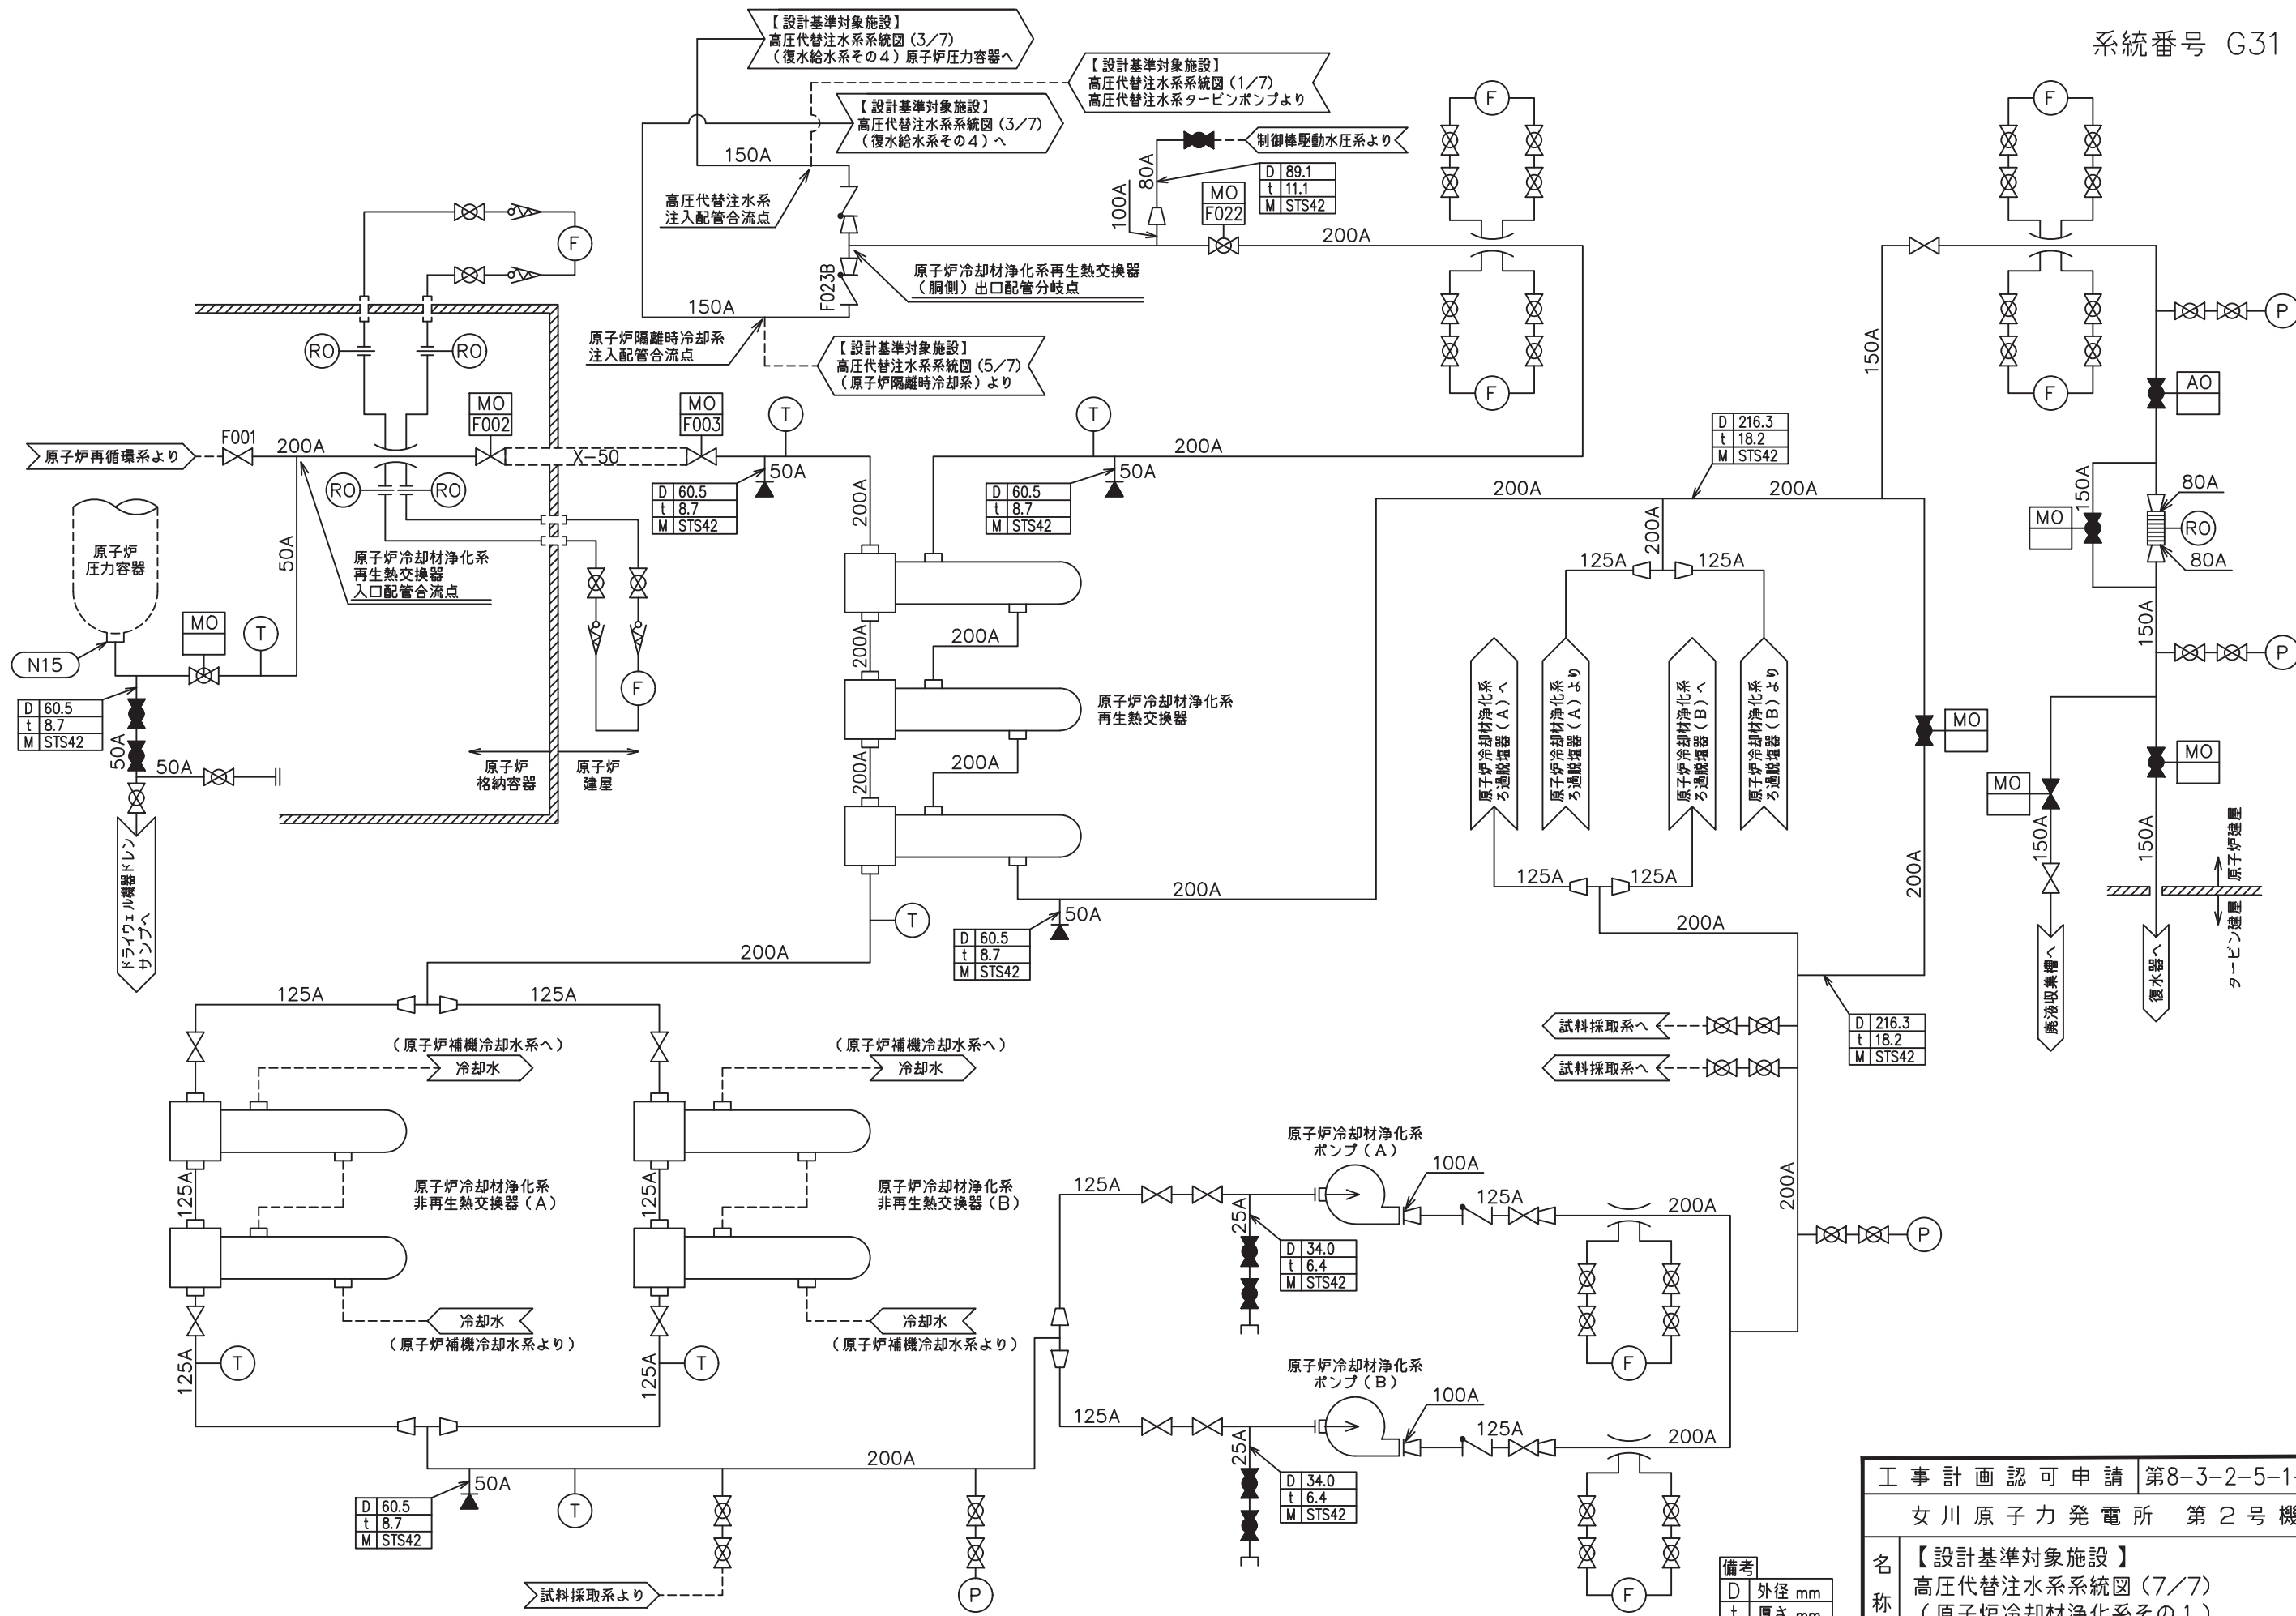 系統番号 G31
【設計基準対象施設】
高圧代替注水系系統図(3/7)
(復水給水系その4)原子炉圧力容器へ
【設計基準対象施設】
高圧代替注水系系統図(1/7)
高圧代替注水系タービンポンプより
【設計基準対象施設】
高圧代替注水系系統図(3/7)
(復水給水系その4)へ
150A
高圧代替注水系
注入配管合流点
制御棒駆動水圧系より
80A
100A
D 89.1
t 11.1
M STS42
MO
F022
200A
F
F
F
F
F
原子炉冷却材浄化系再生熱交換器
(胴側)出口配管分岐点
F023B
150A
原子炉隔離時冷却系
注入配管合流点
【設計基準対象施設】
高圧代替注水系系統図(5/7)
(原子炉隔離時冷却系)より
RO
RO
RO
RO
原子炉再循環系より
F001
200A
MO
F002
X-50
MO
F003
T
50A
D 60.5
t 8.7
M STS42
200A
T
200A
50A
D 60.5
t 8.7
M STS42
原子炉
圧力容器
50A
原子炉冷却材浄化系
再生熱交換器
入口配管合流点
N15
MO
T
D 60.5
t 8.7
M STS42
50A
50A
ドライウェル機器ドレン
サンプへ
F
原子炉
格納容器
原子炉
建屋
200A
200A
200A
200A
原子炉冷却材浄化系
再生熱交換器
200A
50A
D 60.5
t 8.7
M STS42
T
200A
D 216.3
t 18.2
M STS42
200A
200A
200A
125A
125A
原子炉冷却材浄化系
ろ過脱塩器(A)へ
原子炉冷却材浄化系
ろ過脱塩器(A)より
原子炉冷却材浄化系
ろ過脱塩器(B)へ
原子炉冷却材浄化系
ろ過脱塩器(B)より
125A
125A
200A
MO
200A
D 216.3
t 18.2
M STS42
150A
P
AO
150A
MO
80A
RO
80A
150A
P
MO
MO
150A
150A
原子炉建屋
タービン建屋
廃液収集槽へ
復水器へ
試料採取系へ
試料採取系へ
200A
P
125A
125A
(原子炉補機冷却水系へ)
冷却水
(原子炉補機冷却水系へ)
冷却水
125A
原子炉冷却材浄化系
非再生熱交換器(A)
125A
原子炉冷却材浄化系
非再生熱交換器(B)
冷却水
(原子炉補機冷却水系より)
冷却水
(原子炉補機冷却水系より)
125A
T
125A
T
200A
50A
D 60.5
t 8.7
M STS42
T
試料採取系より
P
原子炉冷却材浄化系
ポンプ(A)
125A
25A
D 34.0
t 6.4
M STS42
100A
125A
200A
F
原子炉冷却材浄化系
ポンプ(B)
125A
25A
D 34.0
t 6.4
M STS42
100A
125A
200A
F
備考
D 外径 mm
t 厚さ mm
工事計画認可申請 第8-3-2-5-1-
女川原子力発電所 第2号機
名称
【設計基準対象施設】
高圧代替注水系系統図(7/7)
(原子炉冷却材浄化系その1)